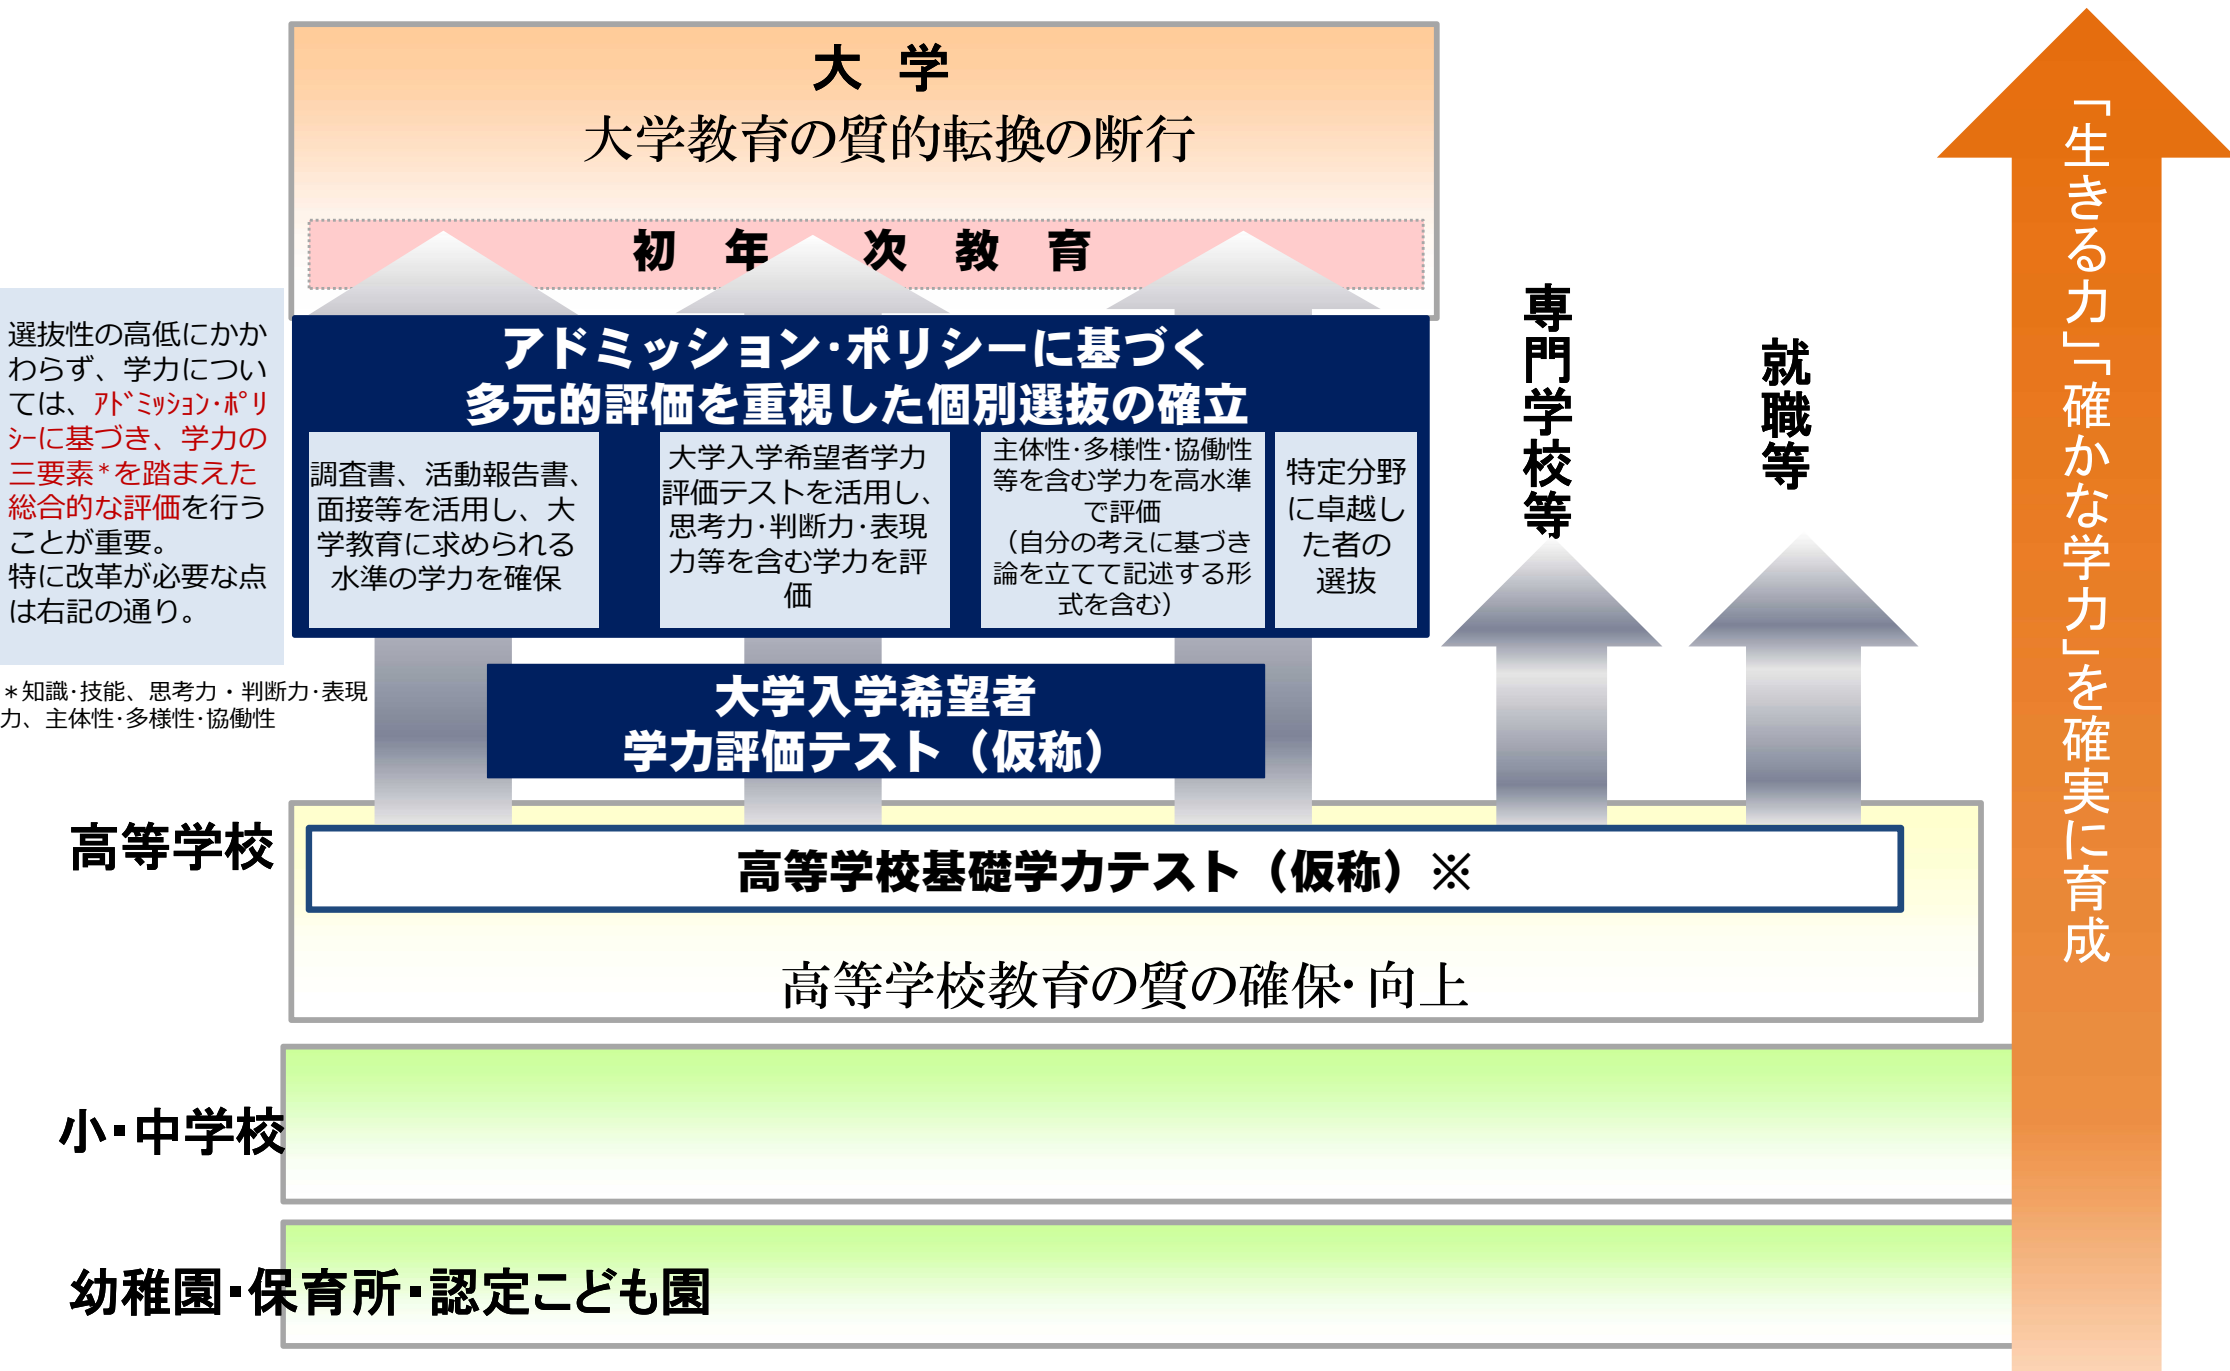 大 学
大学教育の質的転換の断行
初 年 次 教 育
アドミッション･ポリシーに基づく
多元的評価を重視した個別選抜の確立
選抜性の高低にかか
わらず、学力につい
ては、ｱﾄﾞﾐｯｼｮﾝ･ﾎﾟﾘ
ｼｰに基づき、学力の
三要素*を踏まえた
総合的な評価を行う
ことが重要。
特に改革が必要な点
は右記の通り。
調査書、活動報告書、
面接等を活用し、大
学教育に求められる
水準の学力を確保
大学入学希望者学力
評価テストを活用し、
思考力･判断力･表現
力等を含む学力を評
価
主体性･多様性･協働性
等を含む学力を高水準
で評価
（自分の考えに基づき
論を立てて記述する形
式を含む）
特定分野
に卓越し
た者の
選抜
専門学校等
就職等
「生きる力」「確かな学力」を確実に育成
＊知識･技能、思考力・判断力･表現
力、主体性･多様性･協働性
大学入学希望者
学力評価テスト（仮称）
高等学校
高等学校基礎学力テスト（仮称）※
高等学校教育の質の確保･向上
小･中学校
幼稚園･保育所･認定こども園